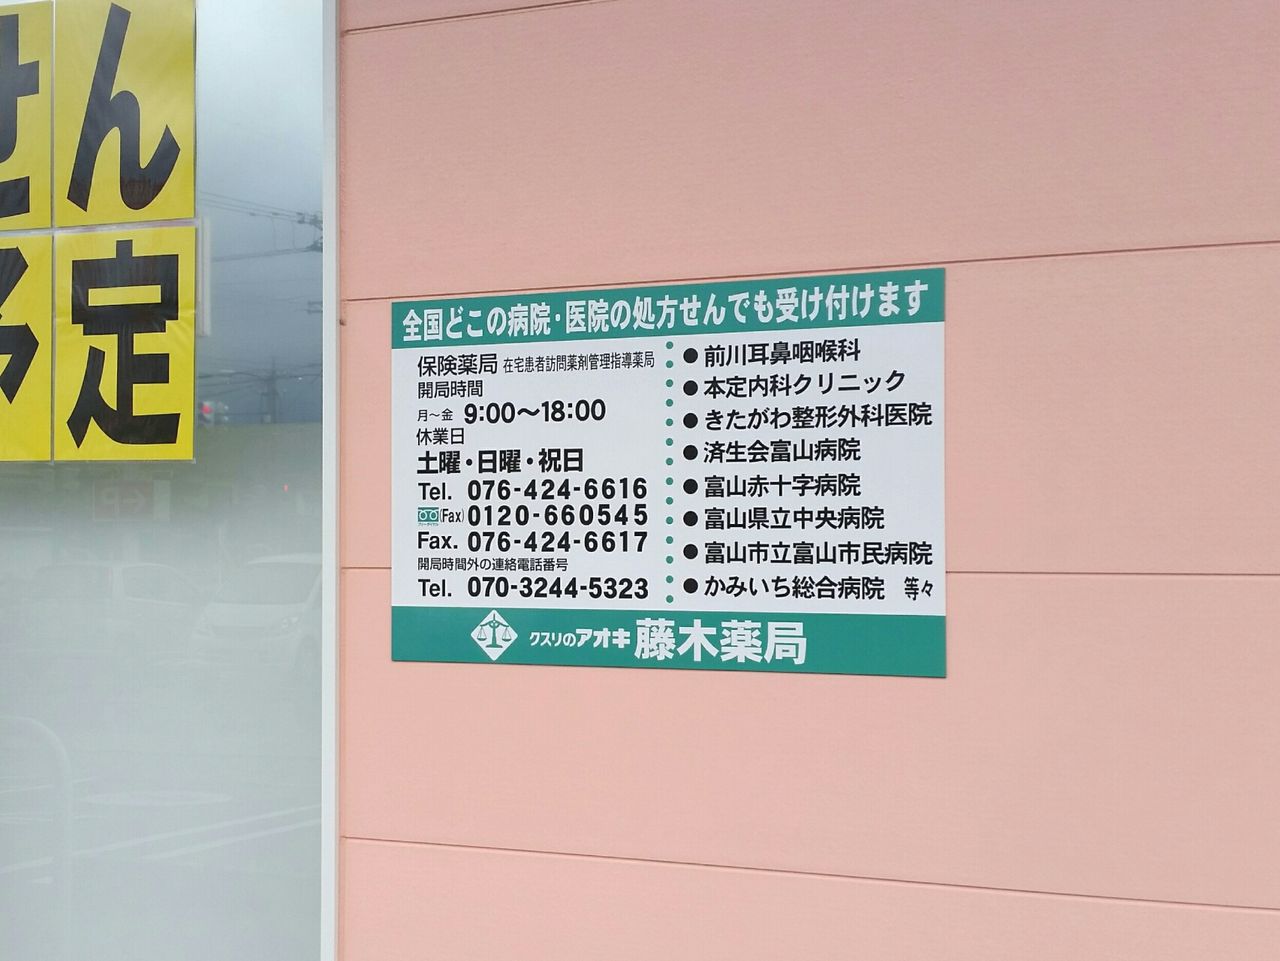 せん
予定
全国どこの病院・医院の処方せんでも受け付けます
保険薬局 在宅患者訪問薬剤管理指導薬局
開局時間
月〜金 9:00〜18:00
休業日
土曜・日曜・祝日
Tel. 076-424-6616
(Fax) 0120-660545
Fax. 076-424-6617
開局時間外の連絡電話番号
Tel. 070-3244-5323
●前川耳鼻咽喉科
●本定内科クリニック
●きたがわ整形外科医院
●済生会富山病院
●富山赤十字病院
●富山県立中央病院
●富山市立富山市民病院
●かみいち総合病院 等々
クスリのアオキ 藤木薬局